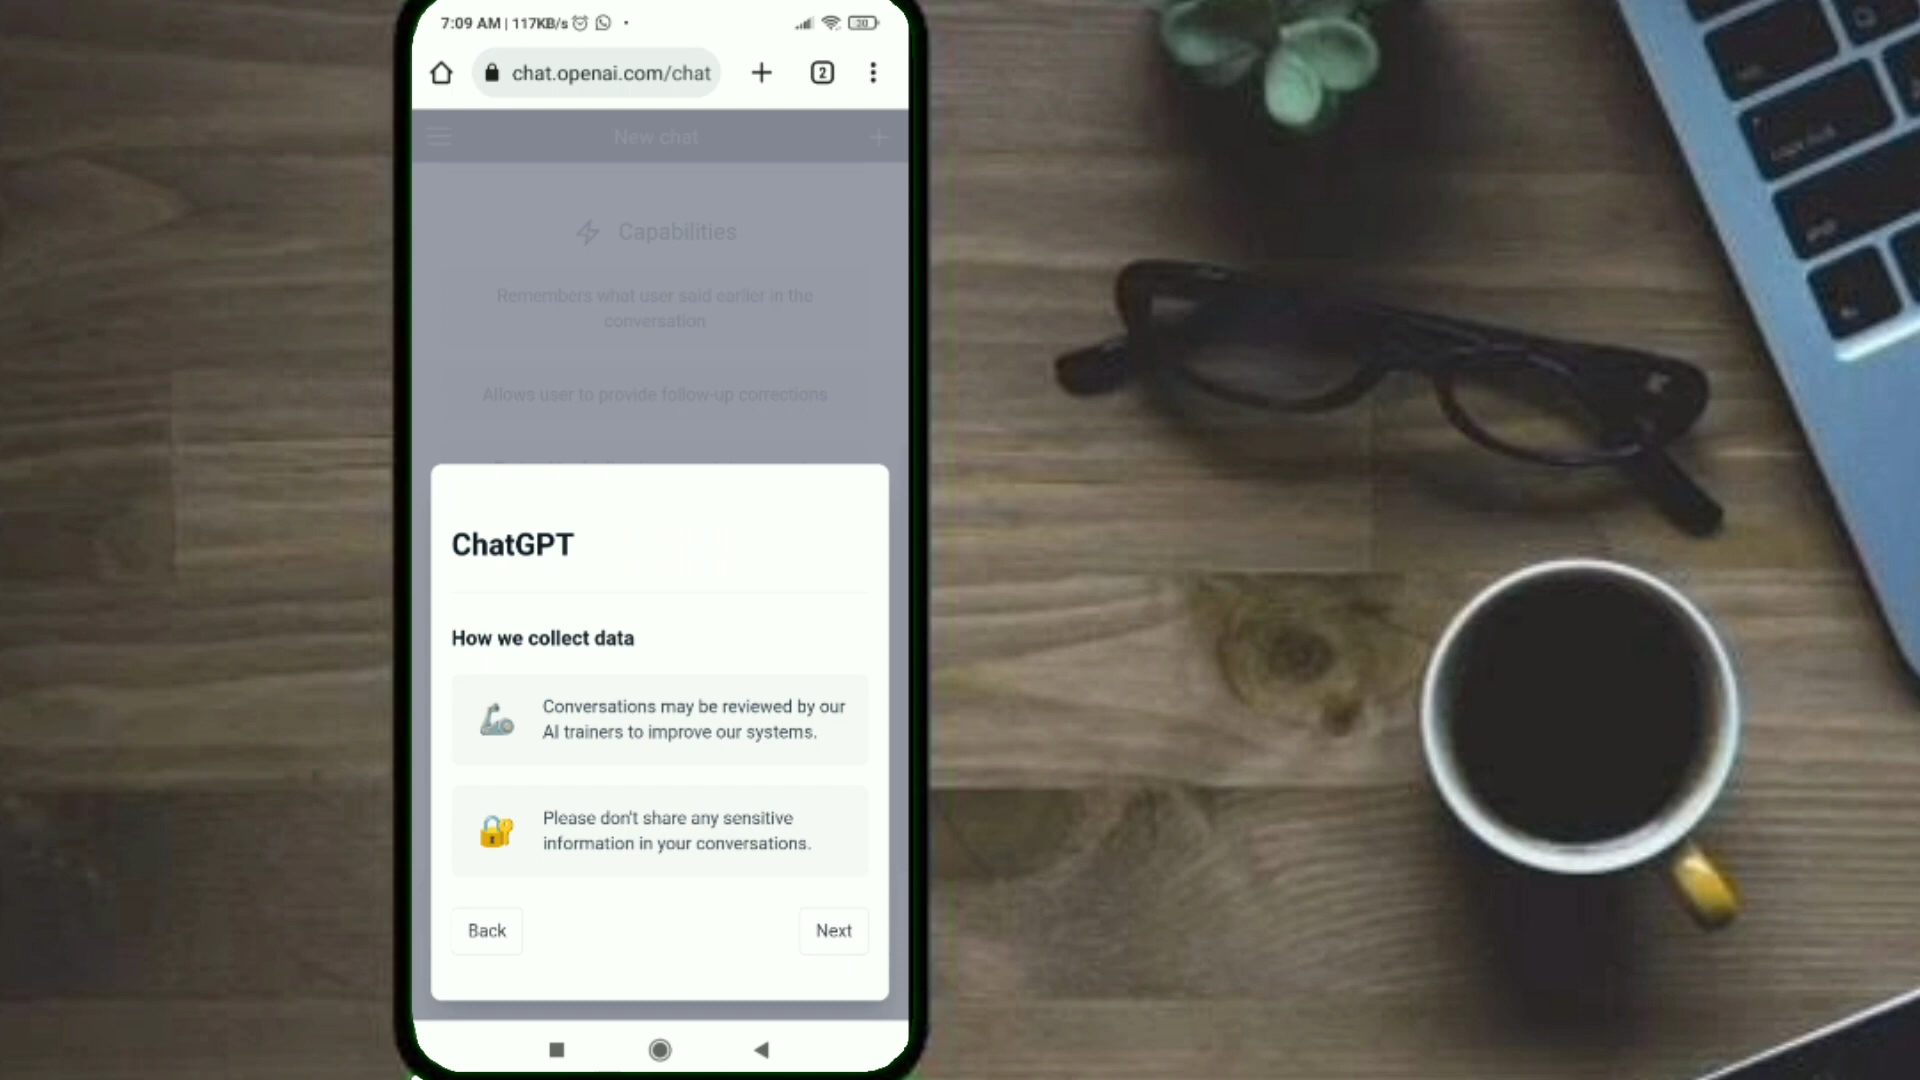 7:09 AM | 117KB/s
20
chat.openai.com/chat
2
New chat
Capabilities
Remembers what user said earlier in the
conversation
Allows user to provide follow-up corrections
ChatGPT
How we collect data
Conversations may be reviewed by our
AI trainers to improve our systems.
Please don't share any sensitive
information in your conversations.
Back
Next